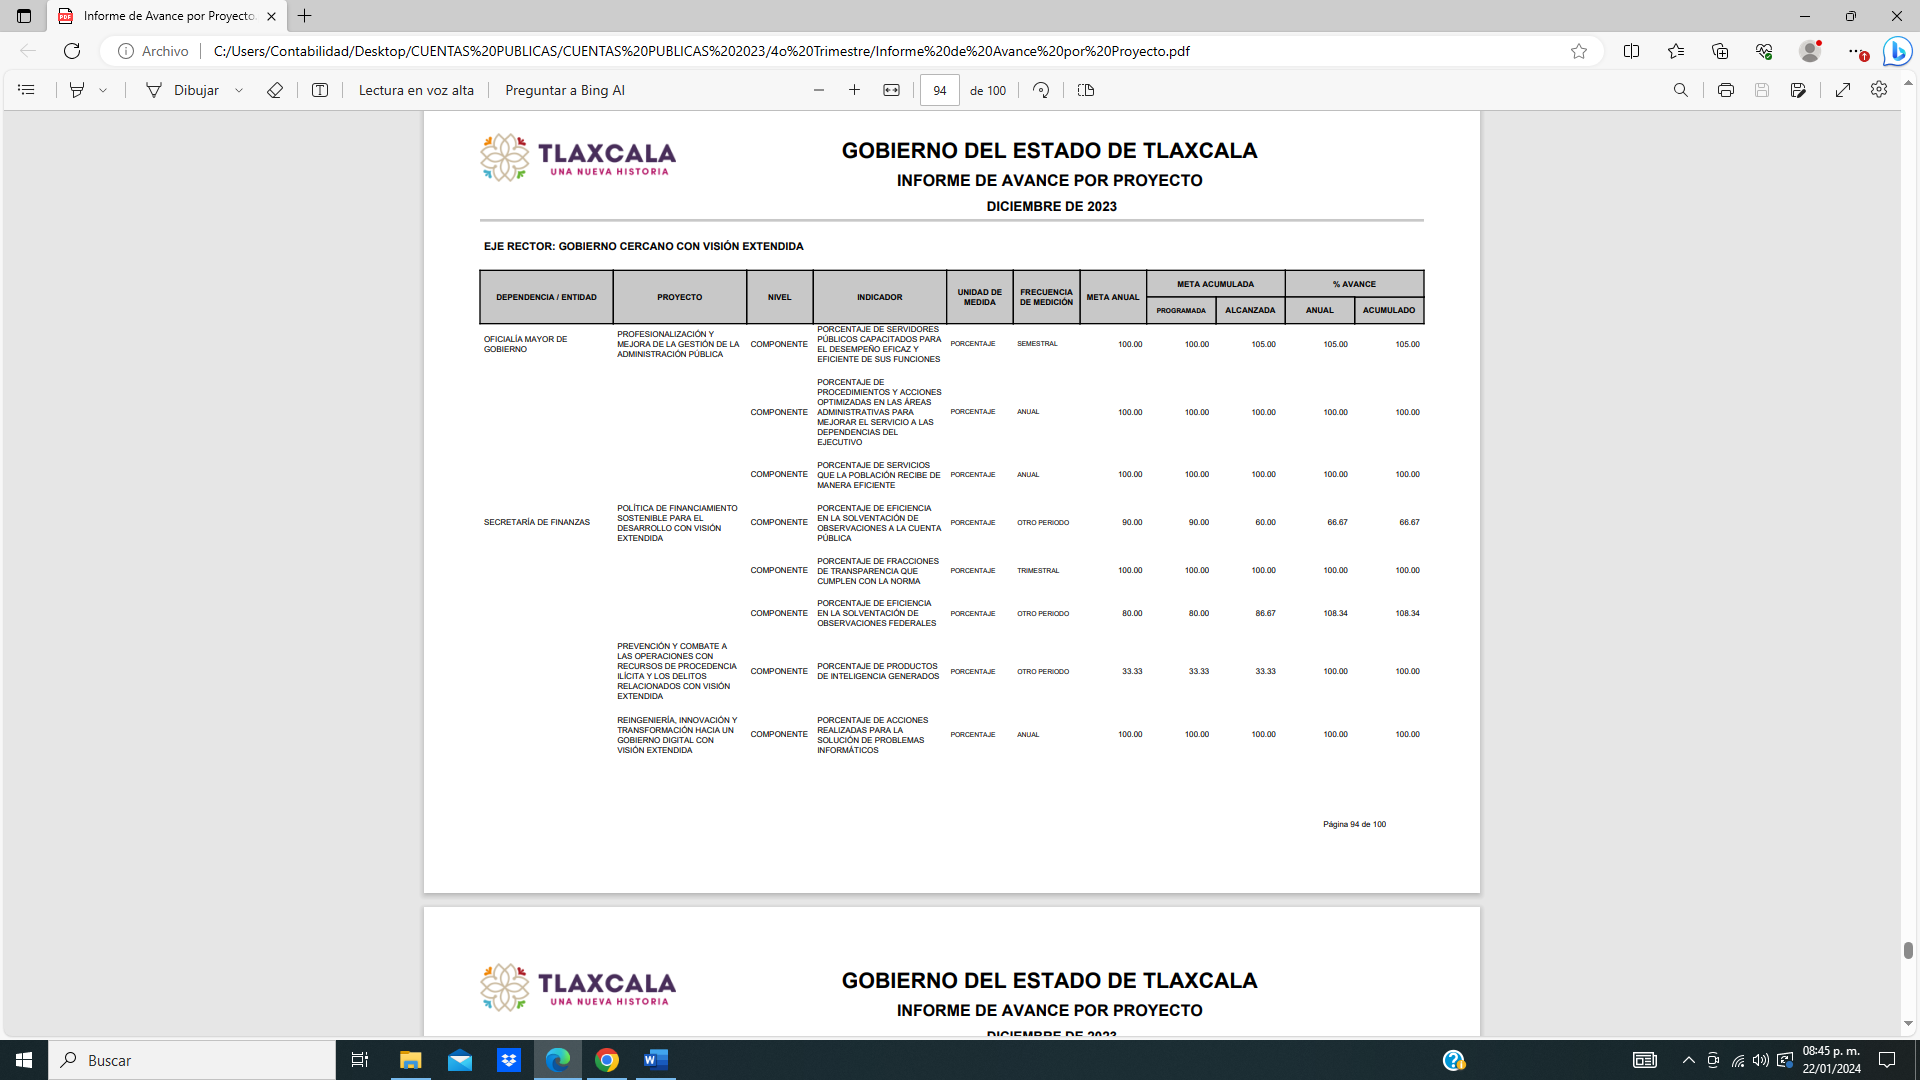 Informe de Avance por Proyecto.
Archivo
C:/Users/Contabilidad/Desktop/CUENTAS%20PUBLICAS/CUENTAS%20PUBLICAS%202023/4o%20Trimestre/Informe%20de%20Avance%20por%20Proyecto.pdf
Dibujar
Lectura en voz alta
Preguntar a Bing AI
94 de 100
TLAXCALA
UNA NUEVA HISTORIA
GOBIERNO DEL ESTADO DE TLAXCALA
INFORME DE AVANCE POR PROYECTO
DICIEMBRE DE 2023
EJE RECTOR: GOBIERNO CERCANO CON VISIÓN EXTENDIDA
DEPENDENCIA / ENTIDAD
PROYECTO
NIVEL
INDICADOR
UNIDAD DE
MEDIDA
FRECUENCIA
DE MEDICIÓN
META ANUAL
META ACUMULADA
PROGRAMADA
ALCANZADA
% AVANCE
ANUAL
ACUMULADO
OFICIALÍA MAYOR DE
GOBIERNO
PROFESIONALIZACIÓN Y
MEJORA DE LA GESTIÓN DE LA
ADMINISTRACIÓN PÚBLICA
COMPONENTE
PORCENTAJE DE SERVIDORES
PÚBLICOS CAPACITADOS PARA
EL DESEMPEÑO EFICAZ Y
EFICIENTE DE SUS FUNCIONES
PORCENTAJE SEMESTRAL 100.00 100.00 105.00 105.00 105.00
COMPONENTE
PORCENTAJE DE
PROCEDIMIENTOS Y ACCIONES
OPTIMIZADAS EN LAS ÁREAS
ADMINISTRATIVAS PARA
MEJORAR EL SERVICIO A LAS
DEPENDENCIAS DEL
EJECUTIVO
PORCENTAJE ANUAL 100.00 100.00 100.00 100.00 100.00
COMPONENTE
PORCENTAJE DE SERVICIOS
QUE LA POBLACIÓN RECIBE DE
MANERA EFICIENTE
PORCENTAJE ANUAL 100.00 100.00 100.00 100.00 100.00
SECRETARÍA DE FINANZAS
POLÍTICA DE FINANCIAMIENTO
SOSTENIBLE PARA EL
DESARROLLO CON VISIÓN
EXTENDIDA
COMPONENTE
PORCENTAJE DE EFICIENCIA
EN LA SOLVENTACIÓN DE
OBSERVACIONES A LA CUENTA
PÚBLICA
PORCENTAJE OTRO PERIODO 90.00 90.00 60.00 66.67 66.67
COMPONENTE
PORCENTAJE DE FRACCIONES
DE TRANSPARENCIA QUE
CUMPLEN CON LA NORMA
PORCENTAJE TRIMESTRAL 100.00 100.00 100.00 100.00 100.00
COMPONENTE
PORCENTAJE DE EFICIENCIA
EN LA SOLVENTACIÓN DE
OBSERVACIONES FEDERALES
PORCENTAJE OTRO PERIODO 80.00 80.00 86.67 108.34 108.34
PREVENCIÓN Y COMBATE A
LAS OPERACIONES CON
RECURSOS DE PROCEDENCIA
ILÍCITA Y LOS DELITOS
RELACIONADOS CON VISIÓN
EXTENDIDA
COMPONENTE
PORCENTAJE DE PRODUCTOS
DE INTELIGENCIA GENERADOS
PORCENTAJE OTRO PERIODO 33.33 33.33 33.33 100.00 100.00
REINGENIERÍA, INNOVACIÓN Y
TRANSFORMACIÓN HACIA UN
GOBIERNO DIGITAL CON
VISIÓN EXTENDIDA
COMPONENTE
PORCENTAJE DE ACCIONES
REALIZADAS PARA LA
SOLUCIÓN DE PROBLEMAS
INFORMÁTICOS
PORCENTAJE ANUAL 100.00 100.00 100.00 100.00 100.00
Página 94 de 100
TLAXCALA
UNA NUEVA HISTORIA
GOBIERNO DEL ESTADO DE TLAXCALA
INFORME DE AVANCE POR PROYECTO
DICIEMBRE DE 2023
Buscar
08:45 p. m.
22/01/2024